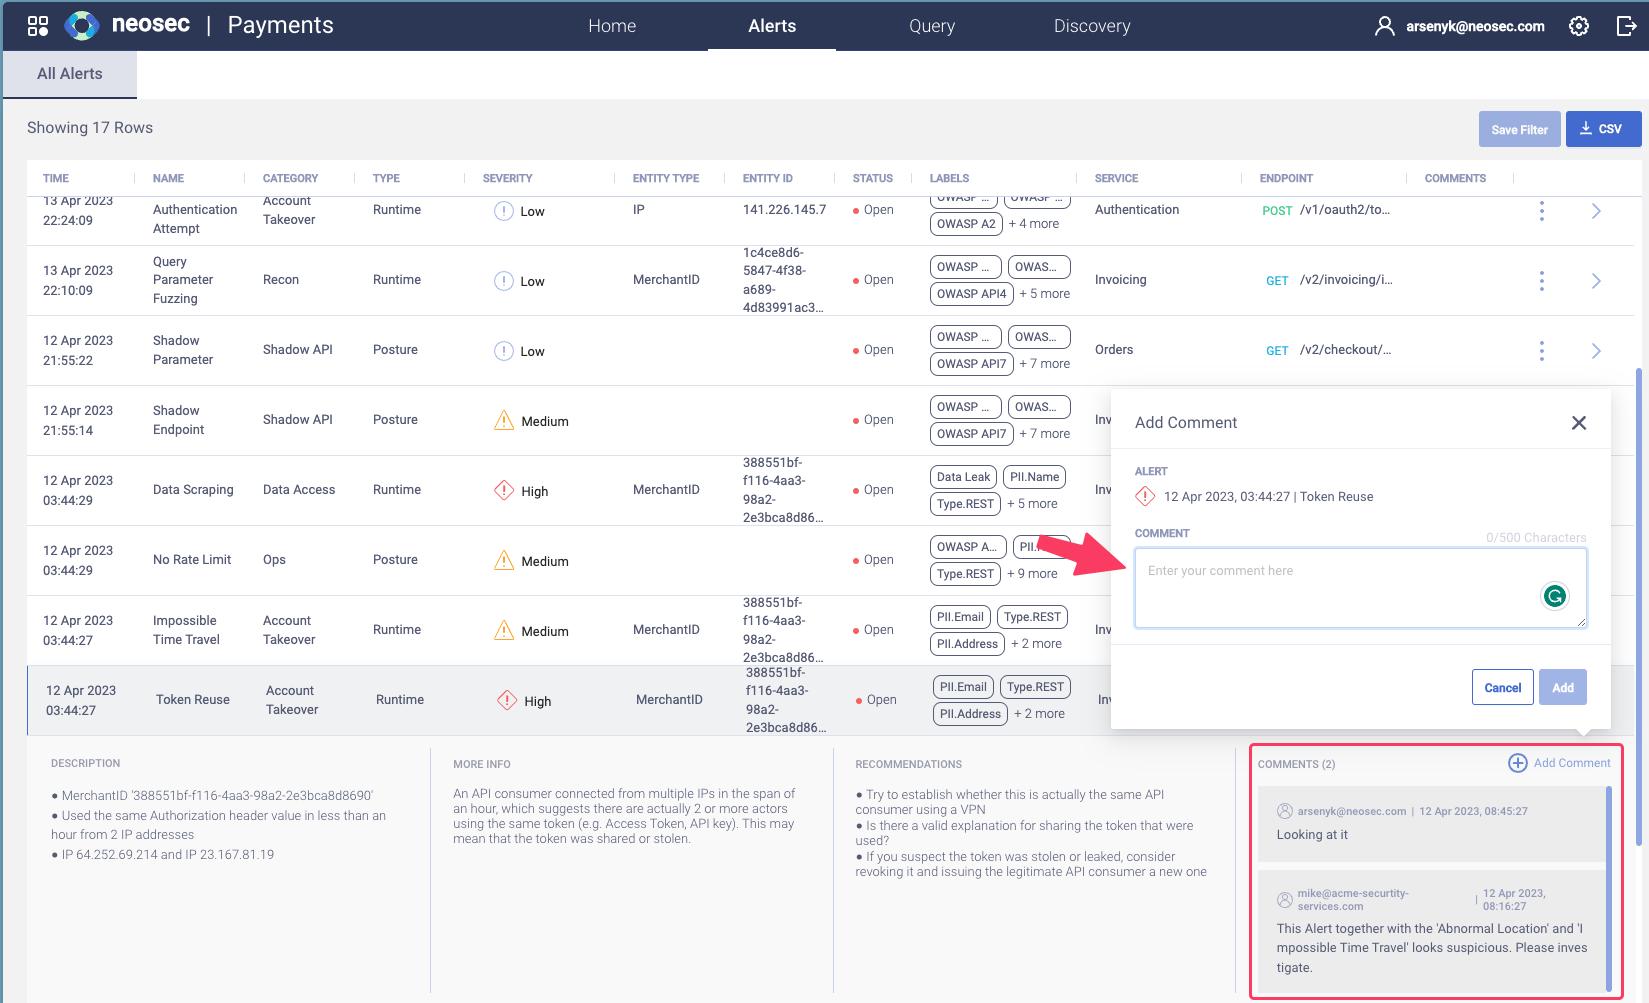 neosec | Payments Home Alerts Query Discovery arsenyk@neosec.com
All Alerts
Showing 17 Rows Save Filter CSV
TIME NAME CATEGORY TYPE SEVERITY ENTITY TYPE ENTITY ID STATUS LABELS SERVICE ENDPOINT COMMENTS
13 Apr 2023
22:24:09
Authentication
Attempt
Account
Takeover
Runtime
Low
IP
141.226.145.7
Open
OWASP ... OWASP ...
OWASP A2 + 4 more
Authentication
POST /v1/oauth2/to...
13 Apr 2023
22:10:09
Query
Parameter
Fuzzing
Recon
Runtime
Low
MerchantID
1c4ce8d6-
5847-4f38-
a689-
4d83991ac3...
Open
OWASP ... OWAS...
OWASP API4 + 5 more
Invoicing
GET /v2/invoicing/i...
12 Apr 2023
21:55:22
Shadow
Parameter
Shadow API
Posture
Low
Open
OWASP ... OWAS...
OWASP API7 + 7 more
Orders
GET /v2/checkout/...
12 Apr 2023
21:55:14
Shadow
Endpoint
Shadow API
Posture
Medium
Open
OWASP ... OWAS...
OWASP API7 + 7 more
Inv
12 Apr 2023
03:44:29
Data Scraping
Data Access
Runtime
High
MerchantID
388551bf-
f116-4aa3-
98a2-
2e3bca8d86...
Open
Data Leak PII.Name
Type.REST + 5 more
Inv
12 Apr 2023
03:44:29
No Rate Limit
Ops
Posture
Medium
Open
OWASP A...
Type.REST + 9 more
Inv
12 Apr 2023
03:44:27
Impossible
Time Travel
Account
Takeover
Runtime
Medium
MerchantID
388551bf-
f116-4aa3-
98a2-
2e3bca8d86...
Open
PII.Email Type.REST
PII.Address + 2 more
Inv
12 Apr 2023
03:44:27
Token Reuse
Account
Takeover
Runtime
High
MerchantID
388551bf-
f116-4aa3-
98a2-
2e3bca8d86...
Open
PII.Email Type.REST
PII.Address + 2 more
Inv
Add Comment
ALERT
12 Apr 2023, 03:44:27 | Token Reuse
COMMENT 0/500 Characters
Enter your comment here
Cancel Add
DESCRIPTION
● MerchantID '388551bf-f116-4aa3-98a2-2e3bca8d8690'
● Used the same Authorization header value in less than an
hour from 2 IP addresses
● IP 64.252.69.214 and IP 23.167.81.19
MORE INFO
An API consumer connected from multiple IPs in the span of
an hour, which suggests there are actually 2 or more actors
using the same token (e.g. Access Token, API key). This may
mean that the token was shared or stolen.
RECOMMENDATIONS
● Try to establish whether this is actually the same API
consumer using a VPN
● Is there a valid explanation for sharing the token that were
used?
● If you suspect the token was stolen or leaked, consider
revoking it and issuing the legitimate API consumer a new one
COMMENTS (2) Add Comment
arsenyk@neosec.com | 12 Apr 2023, 08:45:27
Looking at it
mike@acme-securtity-
services.com
| 12 Apr 2023,
08:16:27
This Alert together with the 'Abnormal Location' and 'I
mpossible Time Travel' looks suspicious. Please inves
tigate.